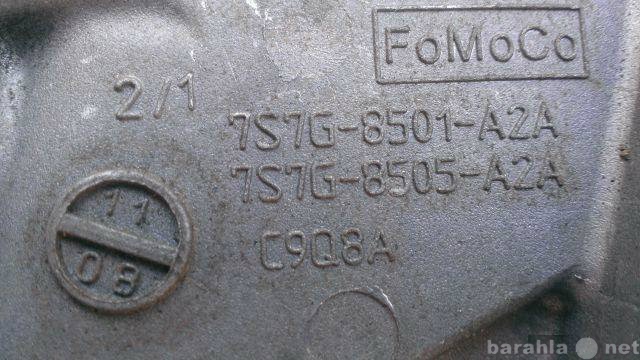 FoMoCo
2/1
7S7G-8501-A2A
7S7G-8505-A2A
C9Q8A
11
08
barahla.net